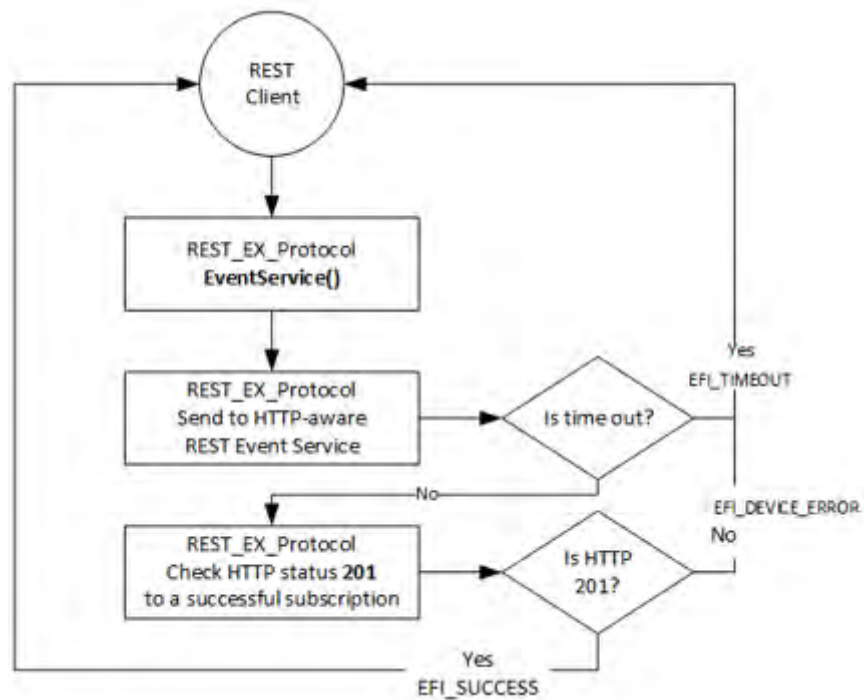 REST
Client
REST_EX_Protocol
EventService()
REST_EX_Protocol
Send to HTTP-aware
REST Event Service
Is time out?
Yes
EFI_TIMEOUT
No
REST_EX_Protocol
Check HTTP status 201
to a successful subscription
Is HTTP
201?
EFI_DEVICE_ERROR
No
Yes
EFI_SUCCESS